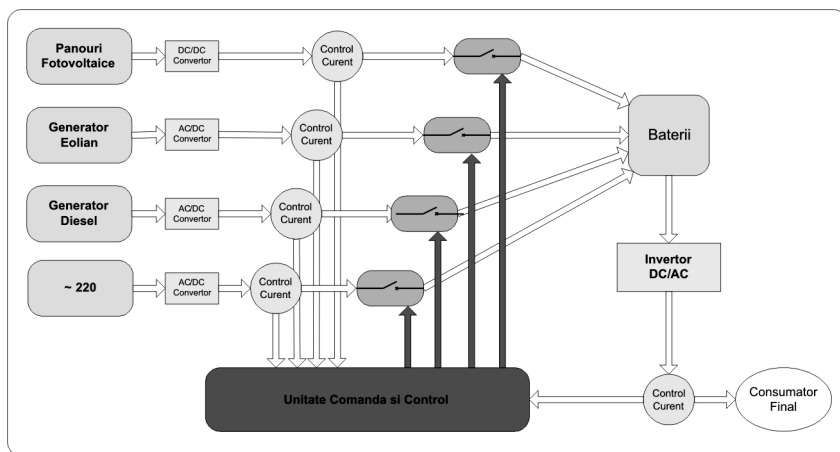 Panouri
Fotovoltaice
DC/DC
Convertor
Control
Curent
Generator
Eolian
AC/DC
Convertor
Control
Curent
Baterii
Generator
Diesel
AC/DC
Convertor
Control
Curent
~ 220
AC/DC
Convertor
Control
Curent
Invertor
DC/AC
Unitate Comanda si Control
Control
Curent
Consumator
Final